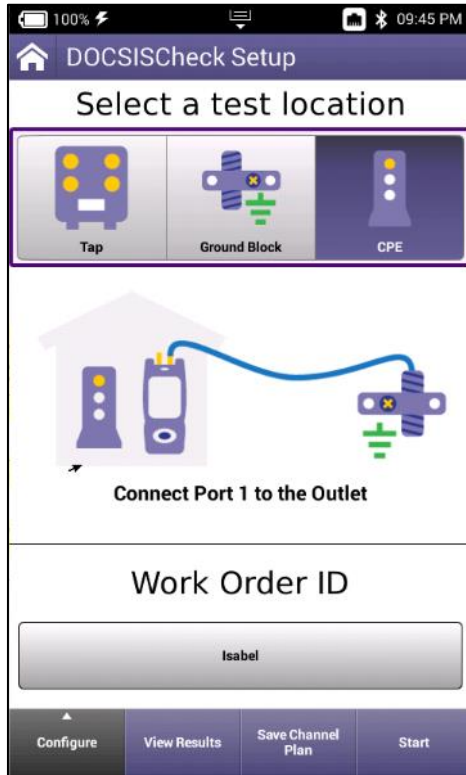 100% 09:45 PM
DOCSISCheck Setup
Select a test location
Tap Ground Block CPE
Connect Port 1 to the Outlet
Work Order ID
Isabel
Configure View Results Save Channel Plan Start